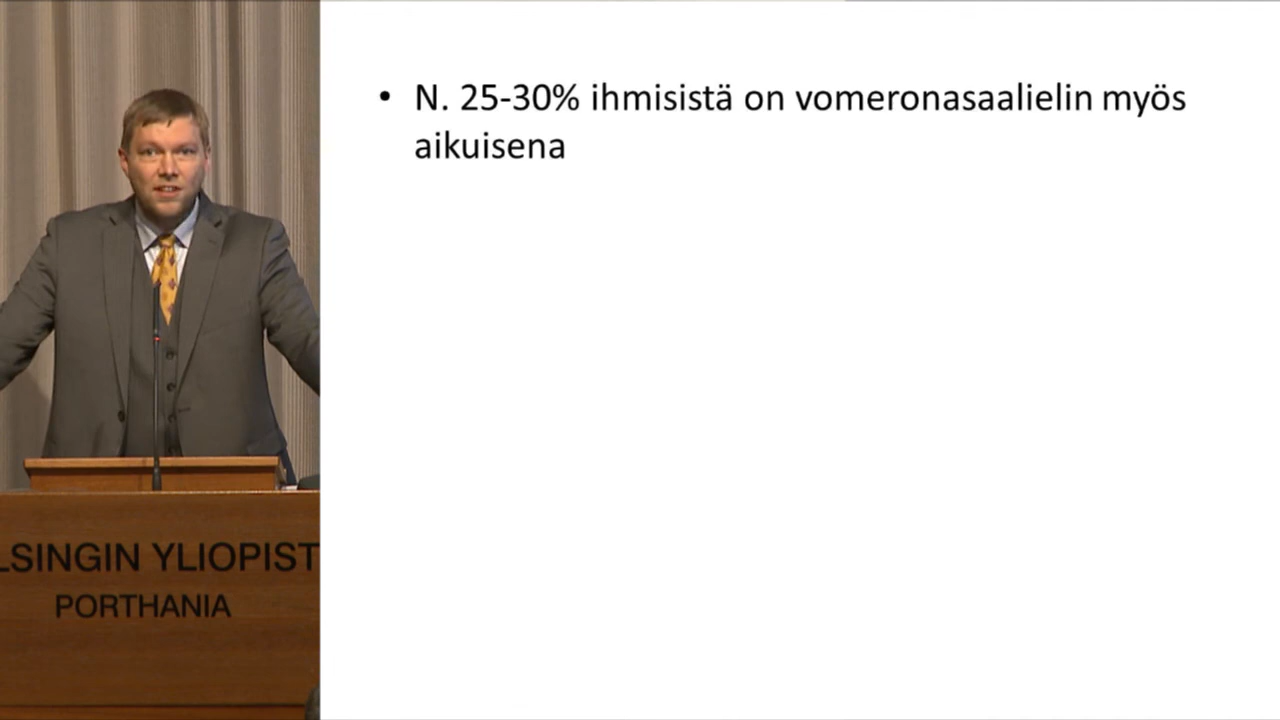 • N. 25-30% ihmisistä on vomeronasaalielin myös
aikuisena
LSINGIN YLIOPIST
PORTHANIA